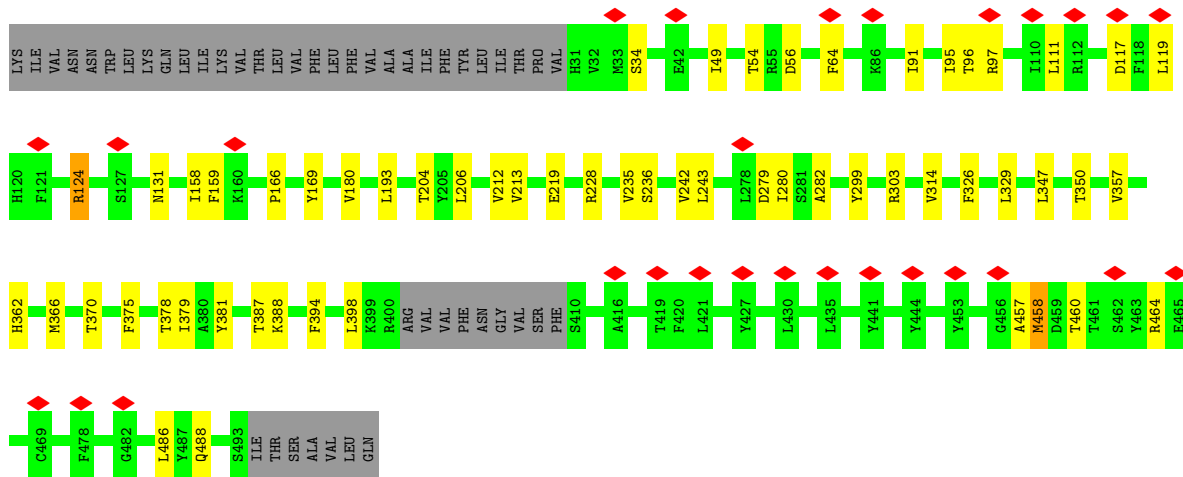 LYS ILE VAL ASN ASN TRP LEU LYS GLN LEU ILE LYS VAL THR LEU VAL PHE LEU PHE VAL ALA ALA ILE PHE TYR LEU ILE THR PRO VAL H31 V32 M33 S34 E42 I49 T54 R55 D56 F64 K86 I91 I95 T96 R97 I110 L111 R112 D117 F118 L119
H120 F121 R124 S127 N131 I158 F159 K160 P166 Y169 V180 L193 T204 Y205 L206 V212 V213 E219 R228 V235 S236 V242 L243 L278 D279 I280 S281 A282 Y299 R303 V314 F326 L329 L347 T350 V357
H362 M366 T370 F375 T378 I379 A380 Y381 T387 K388 F394 L398 K399 R400 ARG VAL VAL PHE ASN GLY VAL SER PHE S410 A416 T419 F420 L421 Y427 L430 L435 Y441 Y444 Y453 G456 A457 M458 D459 T460 T461 S462 Y463 R464 E465
C469 F478 G482 L486 Y487 Q488 S493 ILE THR SER ALA VAL LEU GLN